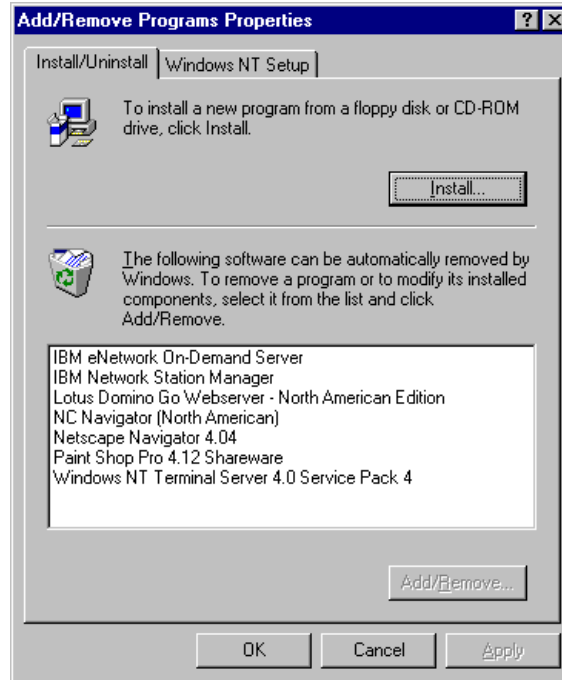 Add/Remove Programs Properties
Install/Uninstall
Windows NT Setup
To install a new program from a floppy disk or CD-ROM
drive, click Install.
Install...
The following software can be automatically removed by
Windows. To remove a program or to modify its installed
components, select it from the list and click
Add/Remove.
IBM eNetwork On-Demand Server
IBM Network Station Manager
Lotus Domino Go Webserver - North American Edition
NC Navigator (North American)
Netscape Navigator 4.04
Paint Shop Pro 4.12 Shareware
Windows NT Terminal Server 4.0 Service Pack 4
Add/Remove...
OK
Cancel
Apply